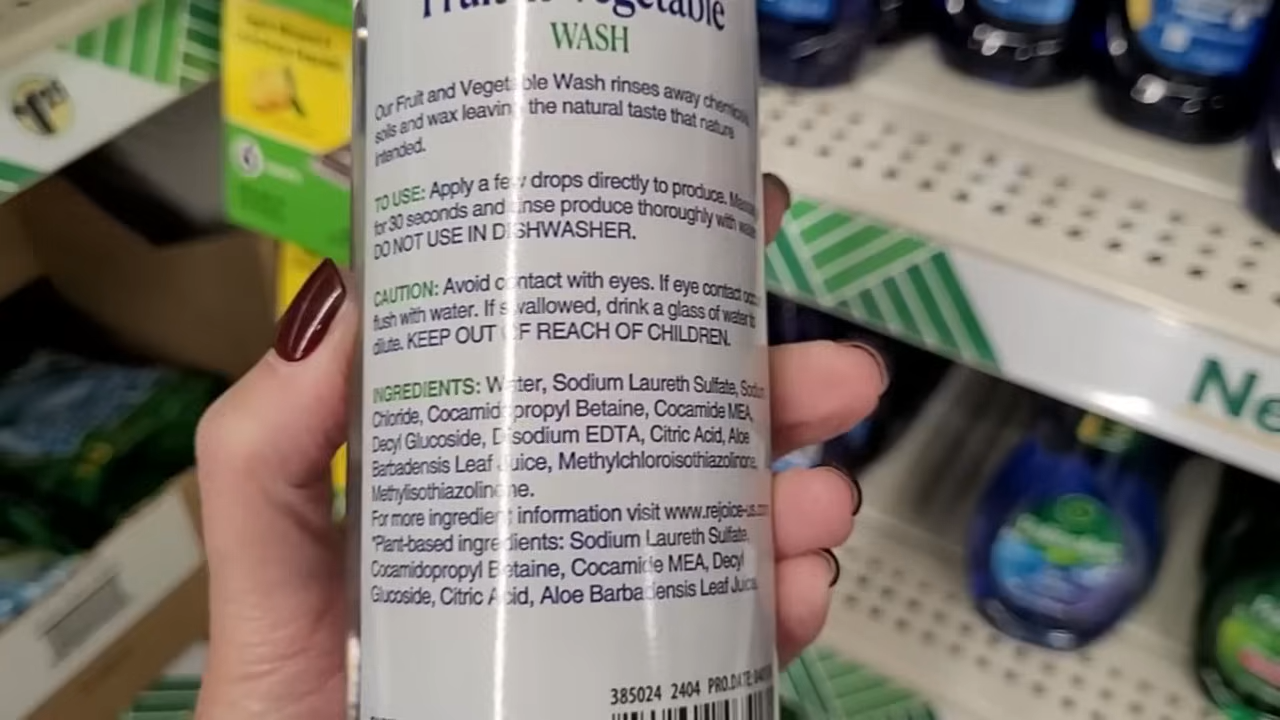 Fruit & Vegetable
WASH
Our Fruit and Vegetable Wash rinses away
soils and wax leaving the natural taste that nature
intended.
TO USE: Apply a few drops directly to produce.
for 30 seconds and rinse produce thoroughly with
DO NOT USE IN DISHWASHER.
CAUTION: Avoid contact with eyes. If eye contact
flush with water. If swallowed, drink a glass of water to
dilute. KEEP OUT OF REACH OF CHILDREN.
INGREDIENTS: Water, Sodium Laureth Sulfate,
Chloride, Cocamidopropyl Betaine, Cocamide MEA,
Decyl Glucoside, Disodium EDTA, Citric Acid, Aloe
Barbadensis Leaf Juice, Methylchloroisothiazolinone,
Methylisothiazolinone.
For more ingredient information visit www.rejoice-us.
*Plant-based ingredients: Sodium Laureth Sulfate,
Cocamidopropyl Betaine, Cocamide MEA, Decyl
Glucoside, Citric Acid, Aloe Barbadensis Leaf Juice
385024 2404 PRO.DATE:
Ne